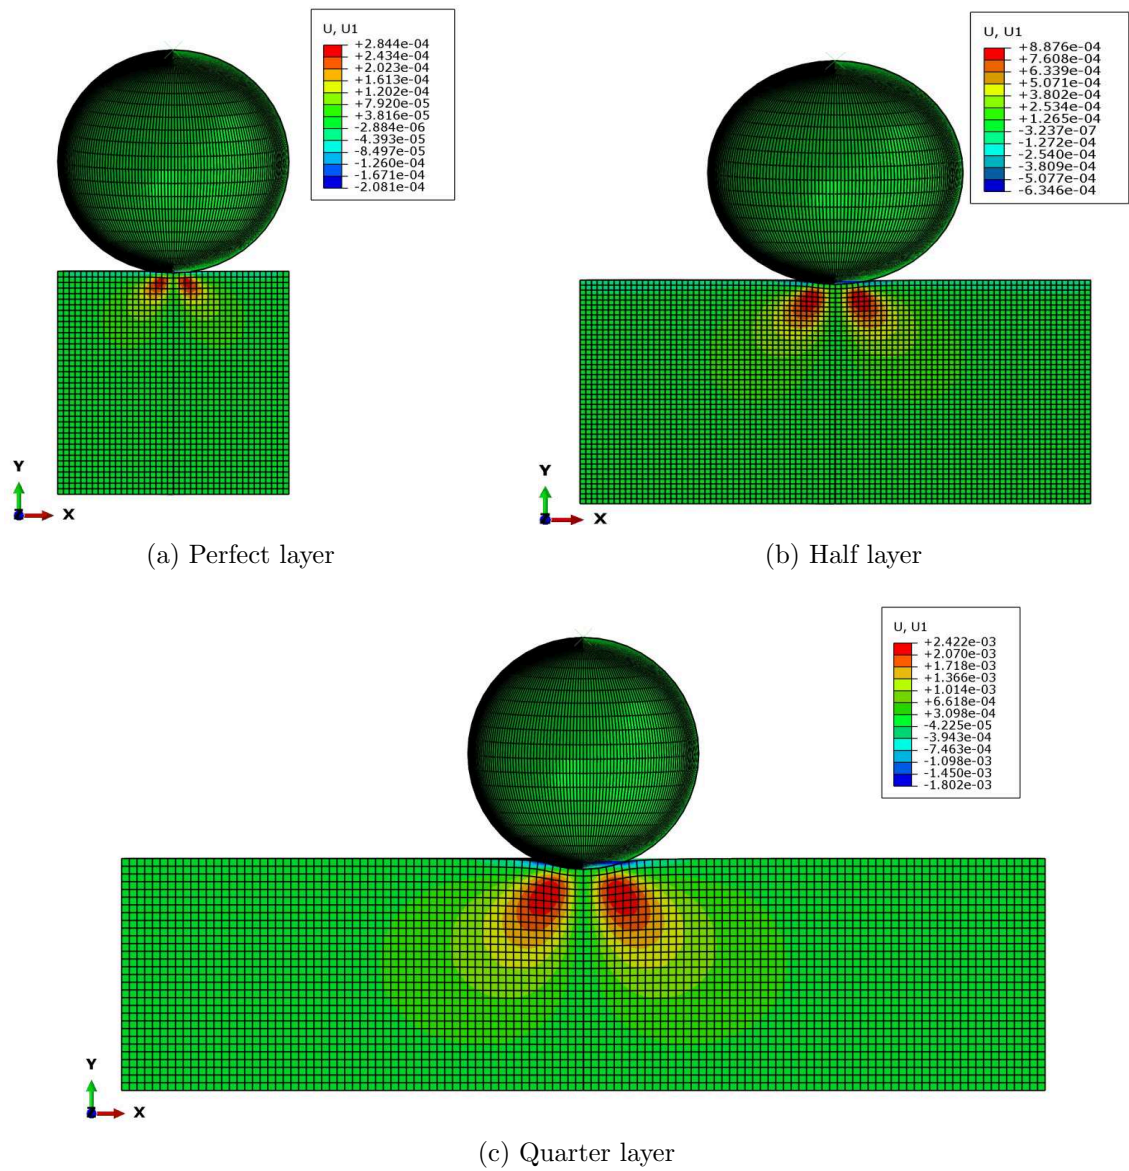 U, U1
+2.844e-04
+2.434e-04
+2.023e-04
+1.613e-04
+1.202e-04
+7.920e-05
+3.816e-05
-2.884e-06
-4.393e-05
-8.497e-05
-1.260e-04
-1.671e-04
-2.081e-04
Y
X
(a) Perfect layer
U, U1
+8.876e-04
+7.608e-04
+6.339e-04
+5.071e-04
+3.802e-04
+2.534e-04
+1.265e-04
-3.237e-07
-1.272e-04
-2.540e-04
-3.809e-04
-5.077e-04
-6.346e-04
Y
X
(b) Half layer
U, U1
+2.422e-03
+2.070e-03
+1.718e-03
+1.366e-03
+1.014e-03
+6.618e-04
+3.098e-04
-4.225e-05
-3.943e-04
-7.463e-04
-1.098e-03
-1.450e-03
-1.802e-03
Y
X
(c) Quarter layer